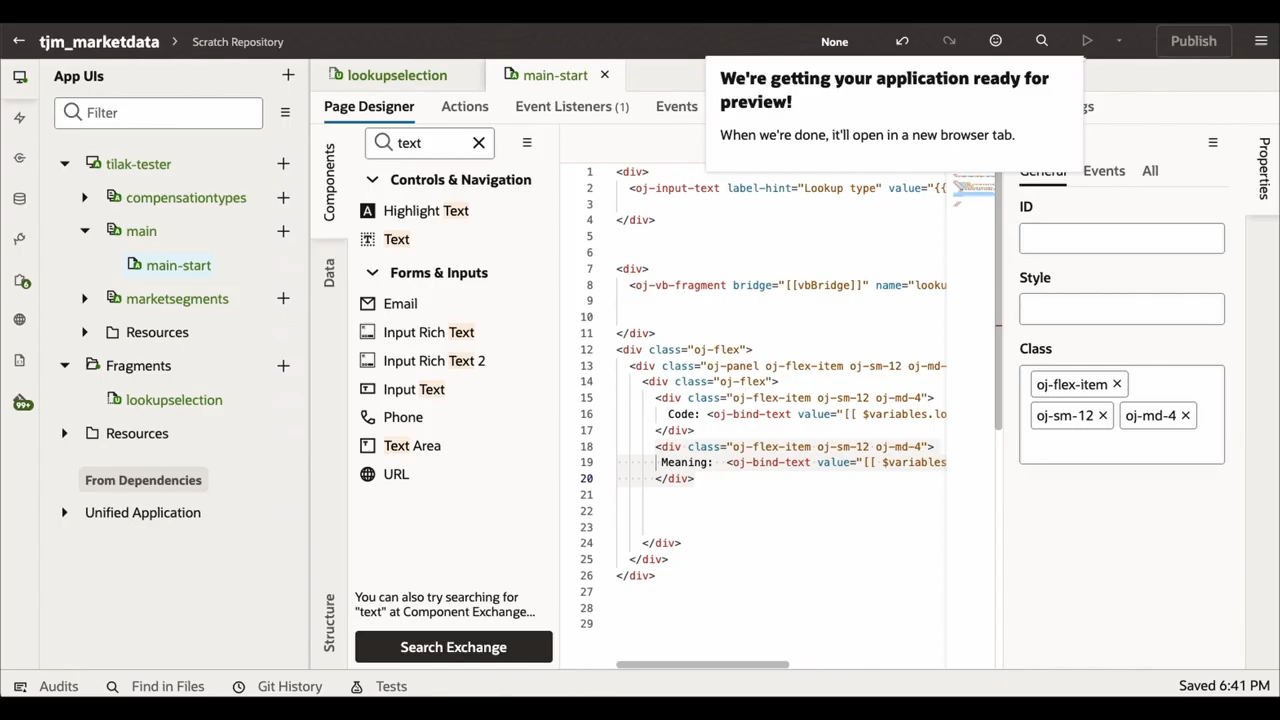 tjm_marketdata
Scratch Repository
None
Publish
App UIs
lookupselection
main-start
We're getting your application ready for
preview!
When we're done, it'll open in a new browser tab.
Filter
Page Designer
Actions
Event Listeners (1)
Events
gs
tilak-tester
compensationtypes
main
main-start
marketsegments
Resources
Fragments
lookupselection
Resources
From Dependencies
Unified Application
Components
Data
Structure
text
Controls & Navigation
Highlight Text
Text
Forms & Inputs
Email
Input Rich Text
Input Rich Text 2
Input Text
Phone
Text Area
URL
You can also try searching for
"text" at Component Exchange...
Search Exchange
1 <div>
2 <oj-input-text label-hint="Lookup type" value="{{
3
4 </div>
5
6
7 <div>
8 <oj-vb-fragment bridge="[[vbBridge]]" name="looku
9
10
11 </div>
12 <div class="oj-flex">
13 <div class="oj-panel oj-flex-item oj-sm-12 oj-md-
14 <div class="oj-flex">
15 <div class="oj-flex-item oj-sm-12 oj-md-4">
16 Code: <oj-bind-text value="[[ $variables.lo
17 </div>
18 <div class="oj-flex-item oj-sm-12 oj-md-4">
19 Meaning: <oj-bind-text value="[[ $variables
20 </div>
21
22
23
24 </div>
25 </div>
26 </div>
27
28
29
General
Events
All
Properties
ID
Style
Class
oj-flex-item
oj-sm-12
oj-md-4
99+
Audits
Find in Files
Git History
Tests
Saved 6:41 PM